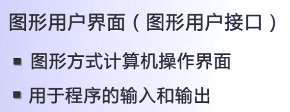 图形用户界面（图形用户接口）
▪ 图形方式计算机操作界面
▪ 用于程序的输入和输出